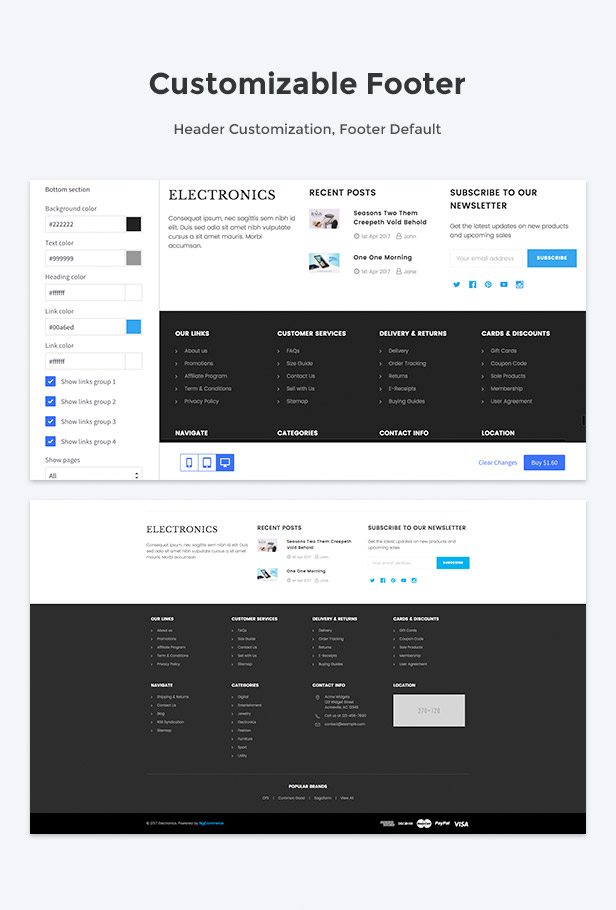 Customizable Footer
Header Customization, Footer Default
Bottom section
Background color
#222222
Text color
#999999
Heading color
#ffffff
Link color
#00a6ed
Link color
#ffffff
Show links group 1
Show links group 2
Show links group 3
Show links group 4
Show pages
All
ELECTRONICS
Consequat ipsum, nec sagittis sem nibh id
elit. Duis sed odio sit amet nibh vulputate
cursus a sit amet mauris. Morbi
accumsan.
RECENT POSTS
Seasons Two Them
Creepeth Void Behold
1st Apr 2017 John
One One Morning
1st Apr 2017 Jane
SUBSCRIBE TO OUR
NEWSLETTER
Get the latest updates on new products
and upcoming sales
Your email address
SUBSCRIBE
OUR LINKS
About us
Promotions
Affiliate Program
Term & Conditions
Privacy Policy
CUSTOMER SERVICES
FAQs
Size Guide
Contact Us
Sell with Us
Sitemap
DELIVERY & RETURNS
Delivery
Order Tracking
Returns
E-Receipts
Buying Guides
CARDS & DISCOUNTS
Gift Cards
Coupon Code
Sale Products
Membership
User Agreement
NAVIGATE
CATEGORIES
CONTACT INFO
LOCATION
Clear Changes
Buy $1.60
ELECTRONICS
Consequat ipsum, nec sagittis sem nibh id elit. Duis
sed odio sit amet nibh vulputate cursus a sit amet
mauris. Morbi accumsan.
RECENT POSTS
Seasons Two Them Creepeth
Void Behold
1st Apr 2017 John
One One Morning
1st Apr 2017 Jane
SUBSCRIBE TO OUR NEWSLETTER
Get the latest updates on new products and
upcoming sales
Your email address
SUBSCRIBE
OUR LINKS
About us
Promotions
Affiliate Program
Term & Conditions
Privacy Policy
CUSTOMER SERVICES
FAQs
Size Guide
Contact Us
Sell with Us
Sitemap
DELIVERY & RETURNS
Delivery
Order Tracking
Returns
E-Receipts
Buying Guides
CARDS & DISCOUNTS
Gift Cards
Coupon Code
Sale Products
Membership
User Agreement
NAVIGATE
Shipping & Returns
Contact Us
Blog
RSS Syndication
Sitemap
CATEGORIES
Digital
Entertainment
Jewelry
Electronics
Fashion
Furniture
Sport
Utility
CONTACT INFO
Acme Widgets
123 Widget Street
Acmeville, AC 12345
Call us at 123-456-7890
contact@example.com
LOCATION
270×120
POPULAR BRANDS
OFS | Common Good | Sagaform | View All
© 2017 Electronics. Powered by BigCommerce.
DISCOVER MasterCard PayPal VISA